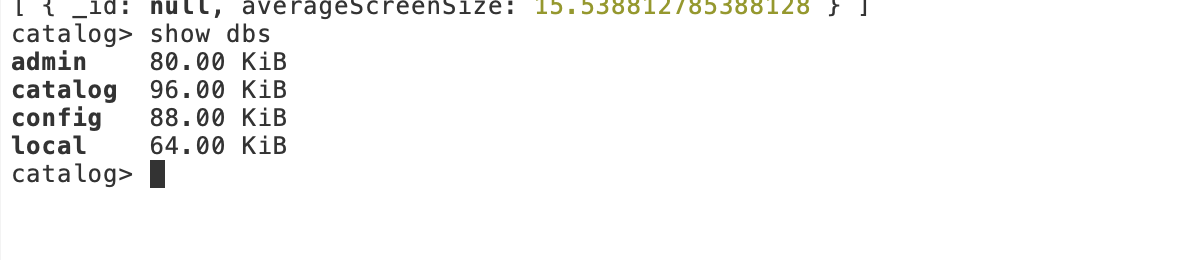 [ { _id: null, averageScreenSize: 15.538812785388128 } ]
catalog> show dbs
admin    80.00 KiB
catalog  96.00 KiB
config   88.00 KiB
local    64.00 KiB
catalog>